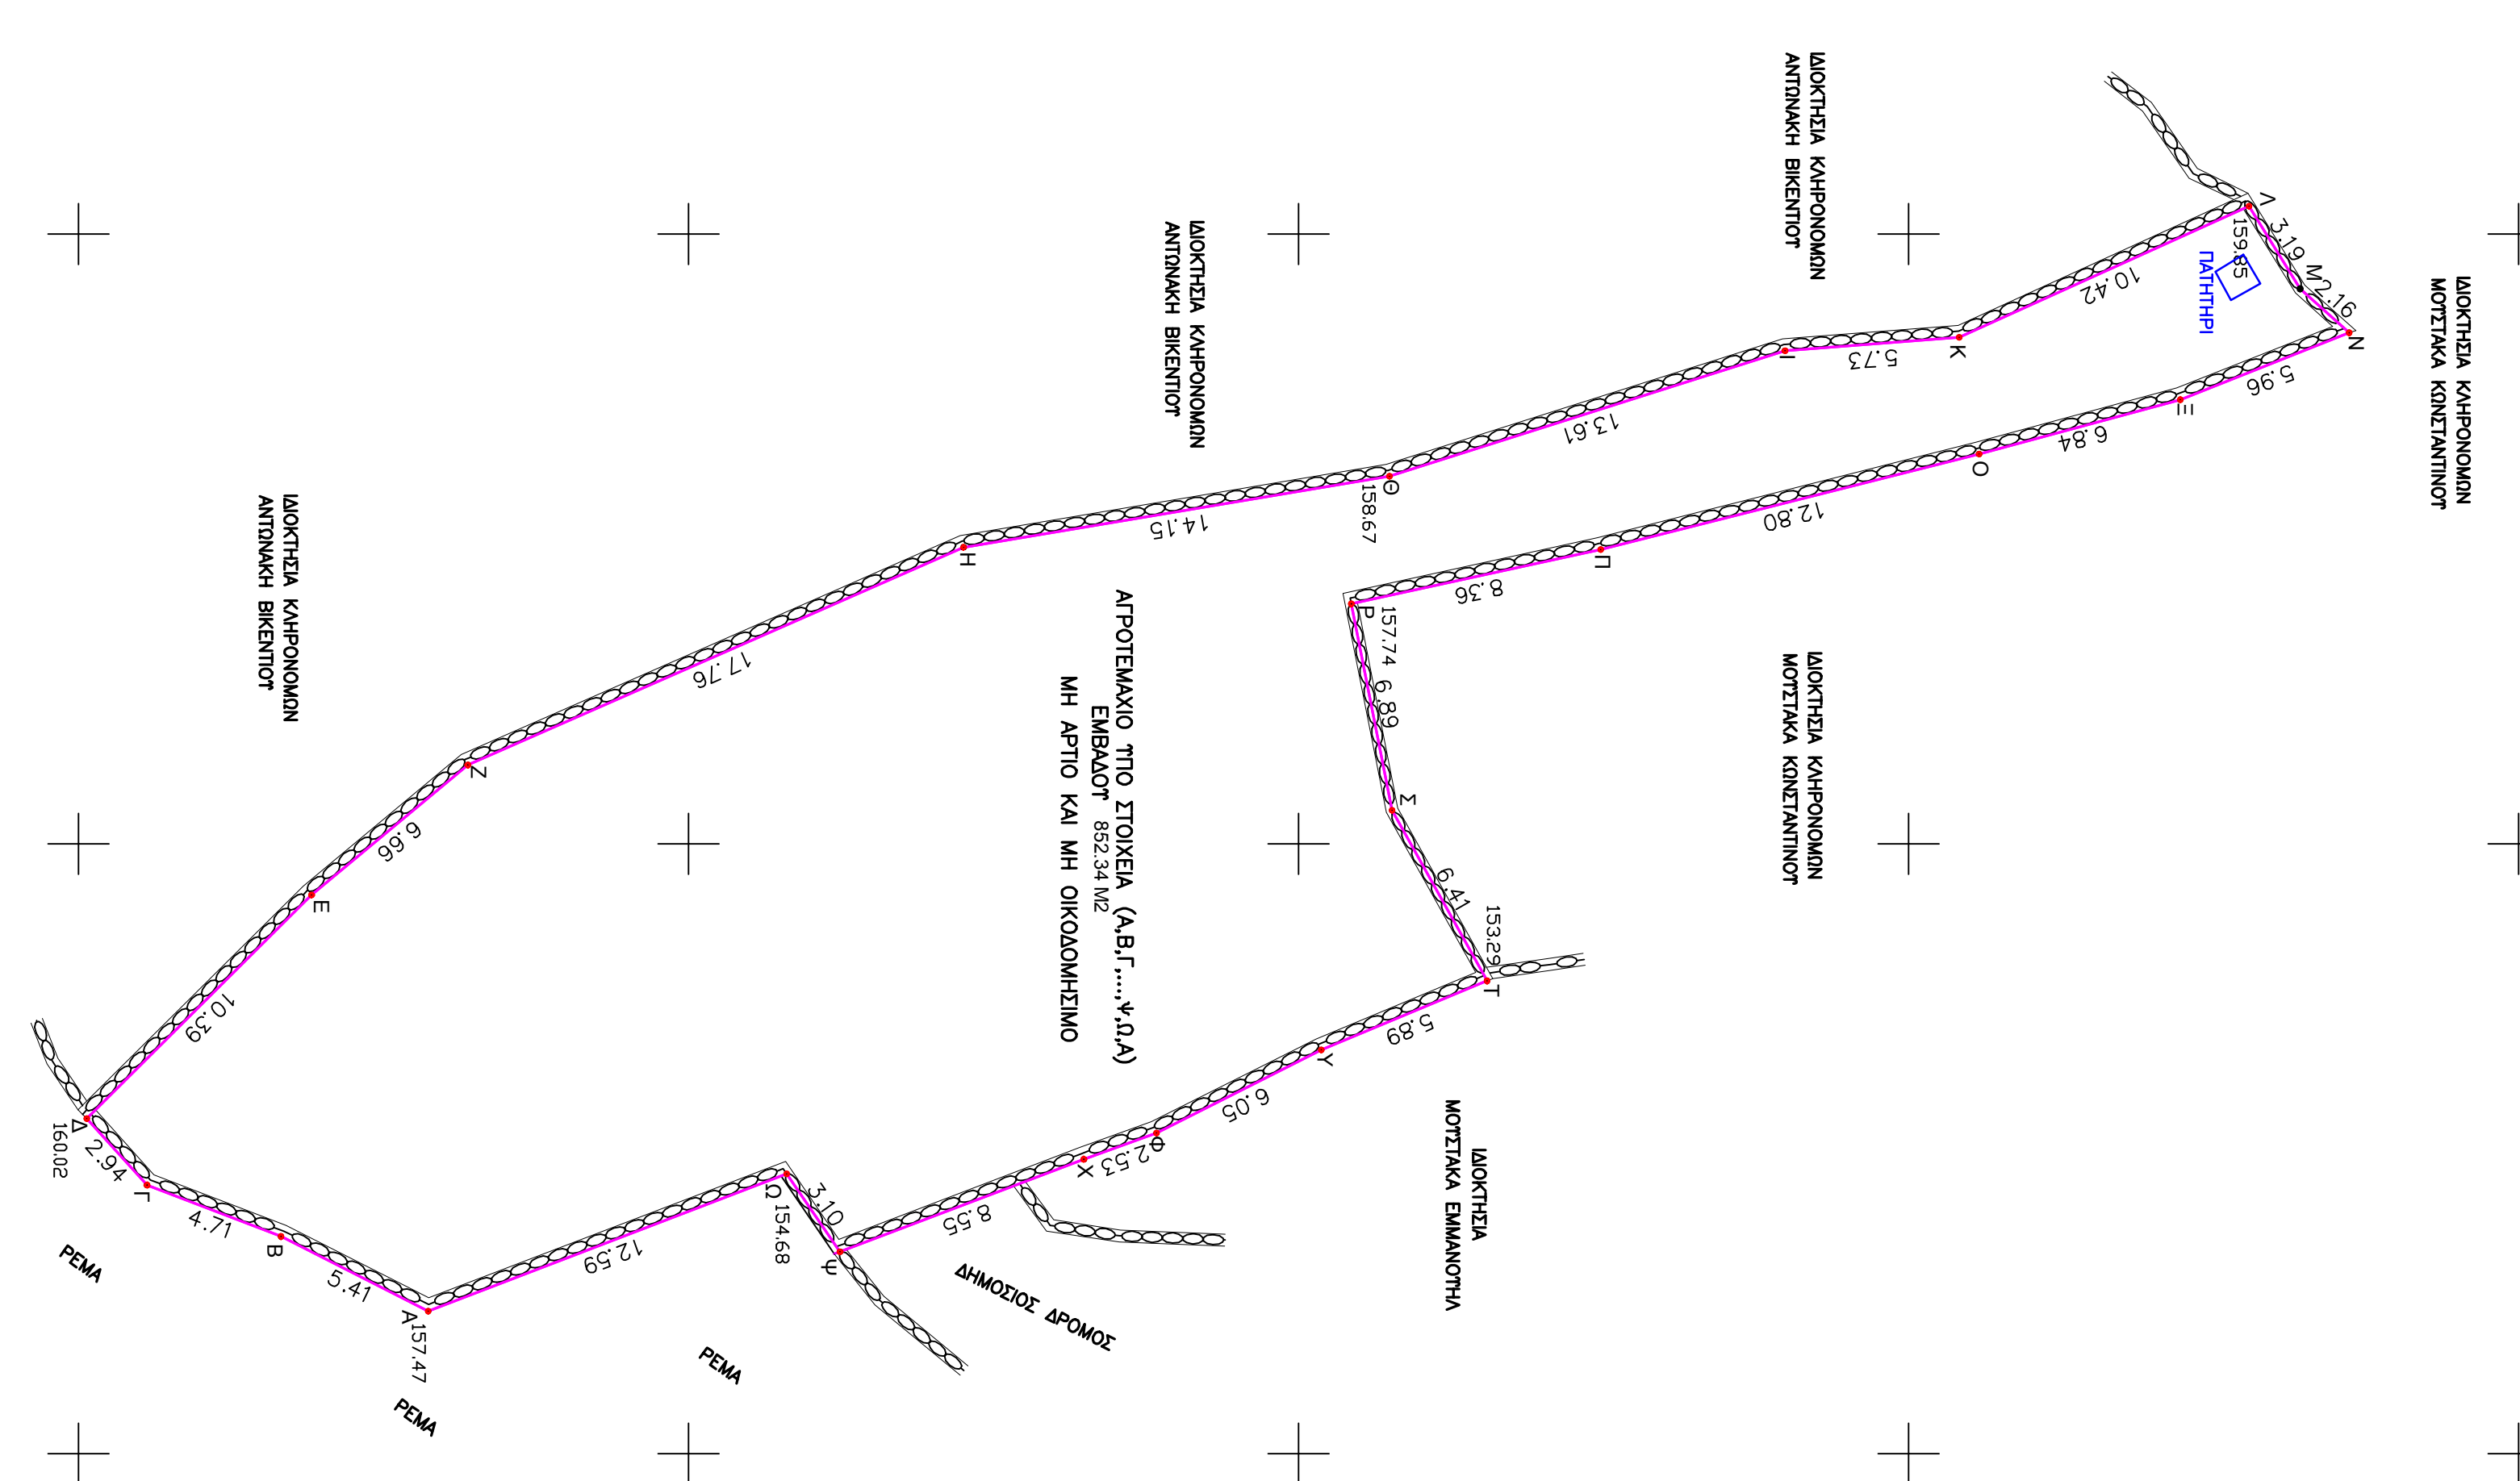 ΙΔΙΟΚΤΗΣΙΑ ΚΛΗΡΟΝΟΜΩΝ
ΑΝΤΩΝΑΚΗ ΒΙΚΕΝΤΙΟΥ
ΙΔΙΟΚΤΗΣΙΑ ΚΛΗΡΟΝΟΜΩΝ
ΑΝΤΩΝΑΚΗ ΒΙΚΕΝΤΙΟΥ
ΙΔΙΟΚΤΗΣΙΑ ΚΛΗΡΟΝΟΜΩΝ
ΑΝΤΩΝΑΚΗ ΒΙΚΕΝΤΙΟΥ
ΙΔΙΟΚΤΗΣΙΑ ΚΛΗΡΟΝΟΜΩΝ
ΜΟΥΣΤΑΚΑ ΚΩΝΣΤΑΝΤΙΝΟΥ
ΙΔΙΟΚΤΗΣΙΑ ΚΛΗΡΟΝΟΜΩΝ
ΜΟΥΣΤΑΚΑ ΚΩΝΣΤΑΝΤΙΝΟΥ
ΙΔΙΟΚΤΗΣΙΑ
ΜΟΥΣΤΑΚΑ ΕΜΜΑΝΟΥΗΛ
ΑΓΡΟΤΕΜΑΧΙΟ ΥΠΟ ΣΤΟΙΧΕΙΑ (Α,Β,Γ,...,Ψ,Ω,Α)
ΕΜΒΑΔΟΥ 852.34 Μ2
ΜΗ ΑΡΤΙΟ ΚΑΙ ΜΗ ΟΙΚΟΔΟΜΗΣΙΜΟ
ΠΑΤΗΤΗΡΙ
ΔΗΜΟΣΙΟΣ ΔΡΟΜΟΣ
ΡΕΜΑ
ΡΕΜΑ
ΡΕΜΑ
Α
157.47
5.41
Β
4.71
Γ
2.94
Δ
160.02
10.39
Ε
6.66
Ζ
17.76
Η
14.15
Θ
158.67
13.61
Ι
5.73
Κ
10.42
Λ
159.85
3.19
Μ
2.16
Ν
5.96
Ξ
6.84
Ο
12.80
Π
8.36
Ρ
157.74
6.89
Σ
6.41
153.29
Τ
5.89
Υ
6.05
Φ
2.53
Χ
8.55
Ψ
3.10
Ω
154.68
12.59